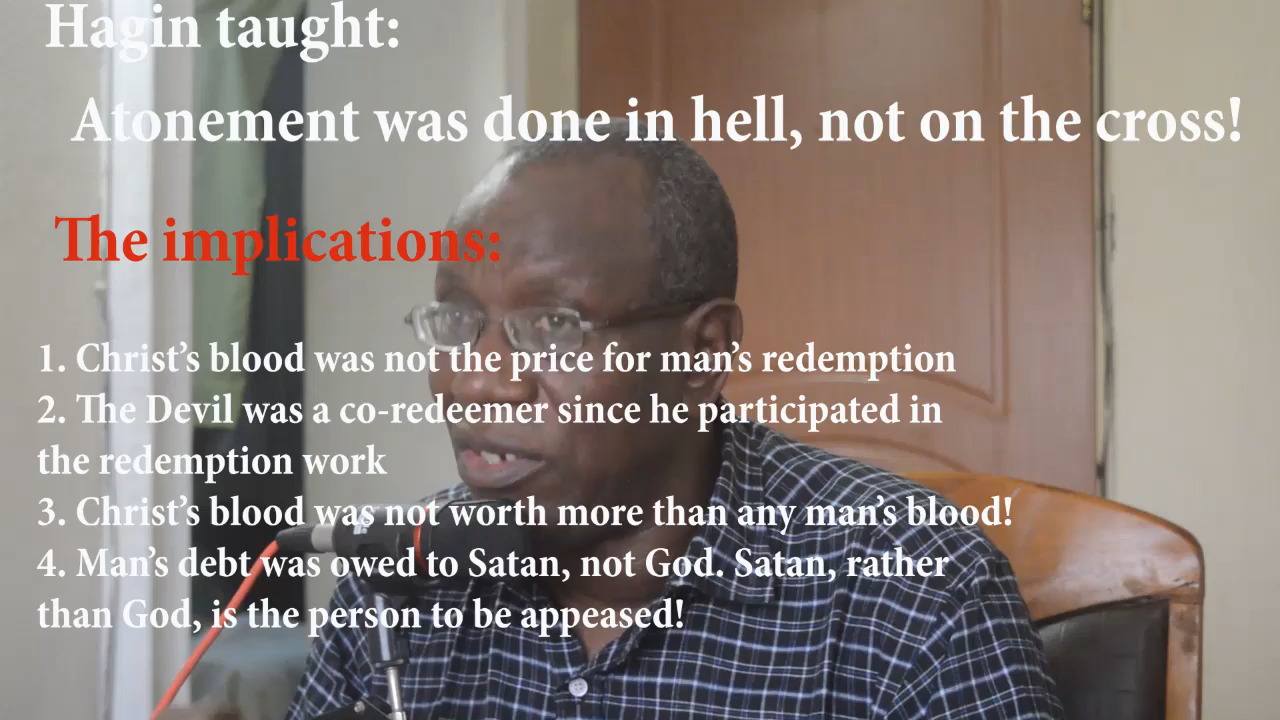 Hagin taught:
Atonement was done in hell, not on the cross!
The implications:
1. Christ’s blood was not the price for man’s redemption
2. The Devil was a co-redeemer since he participated in
the redemption work
3. Christ’s blood was not worth more than any man’s blood!
4. Man’s debt was owed to Satan, not God. Satan, rather
than God, is the person to be appeased!